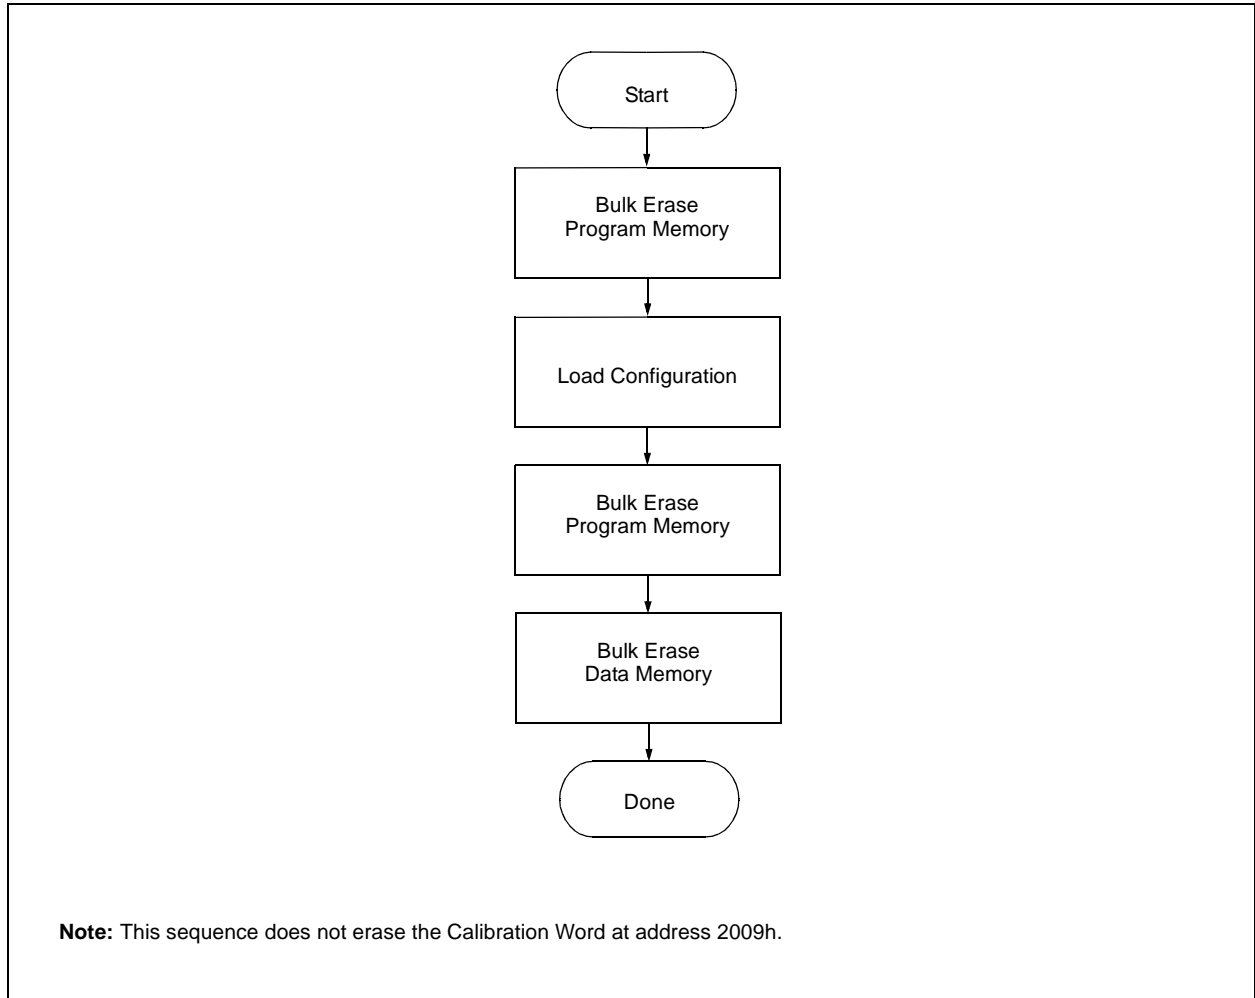 Start
Bulk Erase
Program Memory
Load Configuration
Bulk Erase
Program Memory
Bulk Erase
Data Memory
Done
Note: This sequence does not erase the Calibration Word at address 2009h.